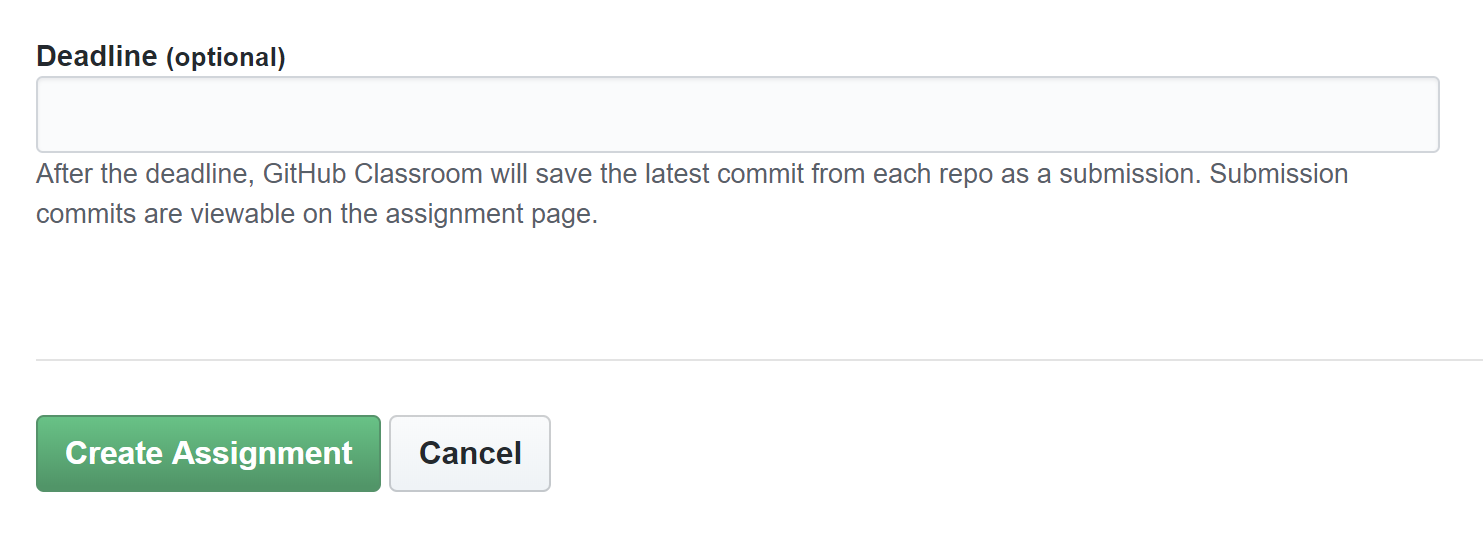 Deadline (optional)
After the deadline, GitHub Classroom will save the latest commit from each repo as a submission. Submission
commits are viewable on the assignment page.
Create Assignment Cancel